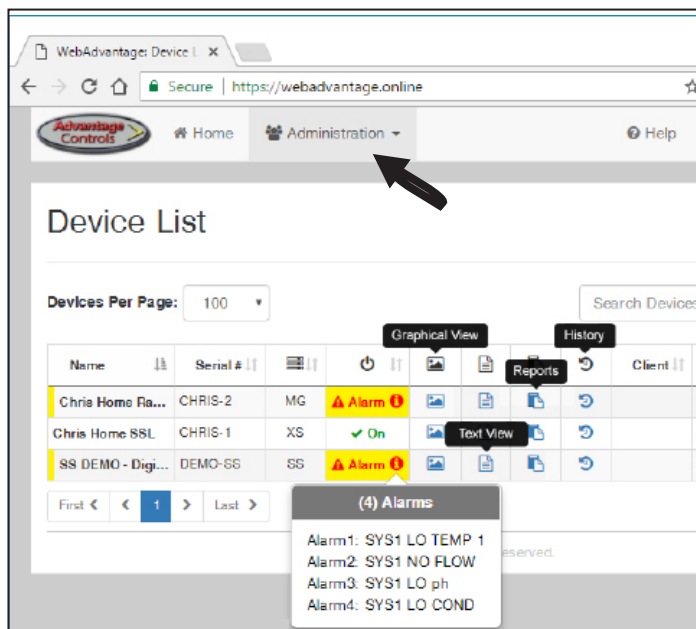 WebAdvantage: Device L
Secure | https://webadvantage.online
Advantage
Controls
Home
Administration
Help
Device List
Devices Per Page: 100
Search Devices
Graphical View
History
Reports
Name Serial # Client
Chris Home Ra... CHRIS-2 MG Alarm
Chris Home SSL CHRIS-1 XS On
Text View
SS DEMO - Digi... DEMO-SS SS Alarm
First 1 Last
(4) Alarms
Alarm1: SYS1 LO TEMP 1
Alarm2: SYS1 NO FLOW
eserved.
Alarm3: SYS1 LO ph
Alarm4: SYS1 LO COND